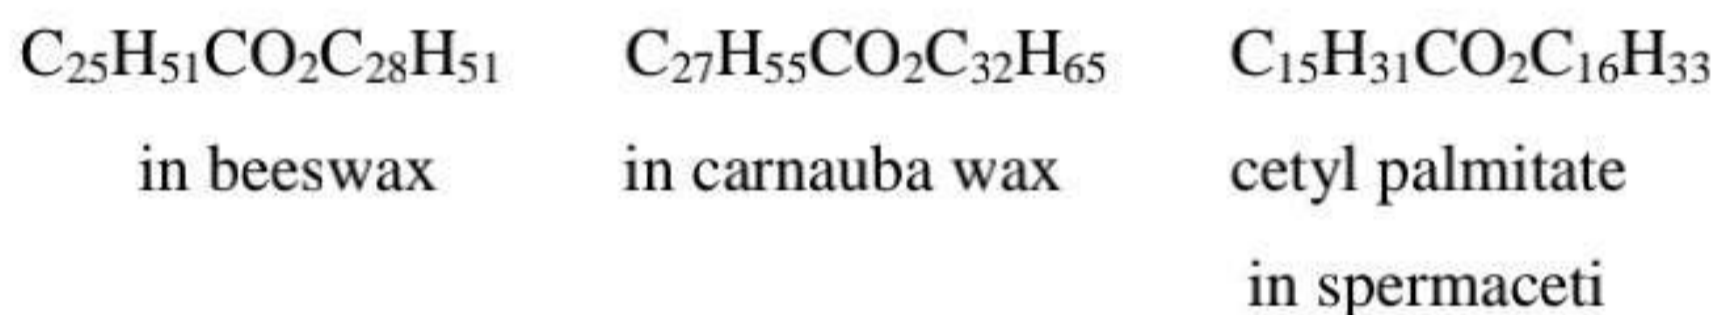 C₂₅H₅₁CO₂C₂₈H₅₁ C₂₇H₅₅CO₂C₃₂H₆₅ C₁₅H₃₁CO₂C₁₆H₃₃
in beeswax in carnauba wax cetyl palmitate
in spermaceti